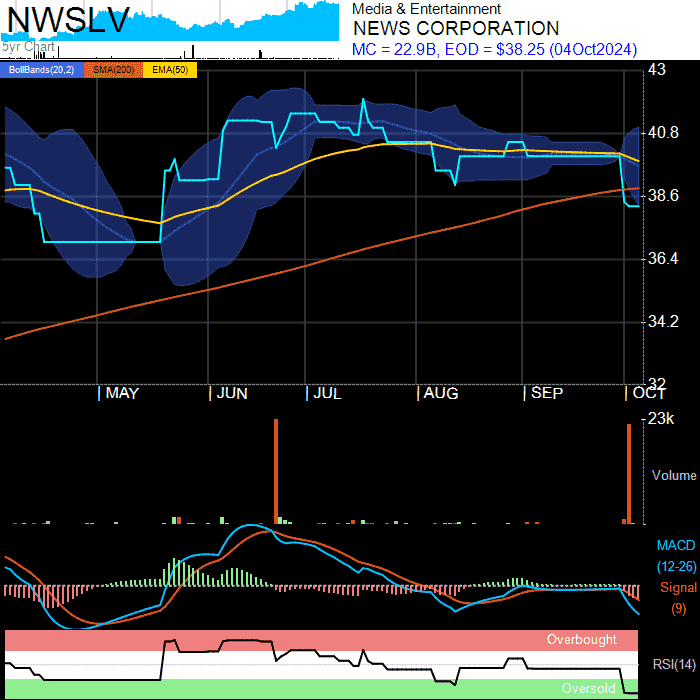 NWSLV
Media & Entertainment
NEWS CORPORATION
MC = 22.9B, EOD = $38.25 (04Oct2024)
5yr Chart
BollBands(20,2) SMA(200) EMA(50)
43
40.8
38.6
36.4
34.2
32
MAY JUN JUL AUG SEP OCT
23k
Volume
MACD
(12-26)
Signal
(9)
Overbought
RSI(14)
Oversold